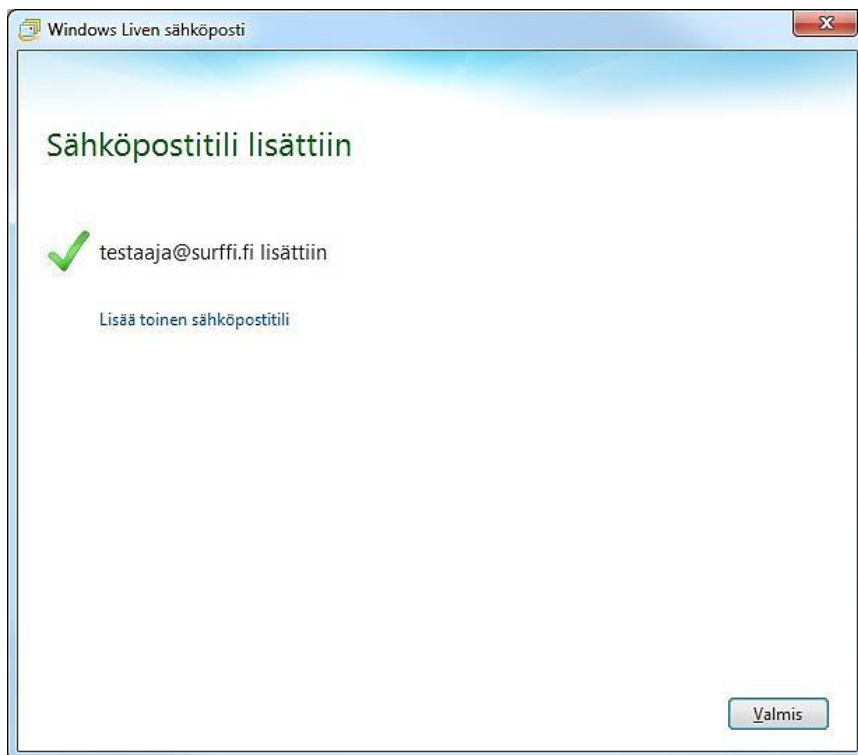 Windows Liven sähköposti
Sähköpostitili lisättiin
testaaja@surffi.fi lisättiin
Lisää toinen sähköpostitili
Valmis